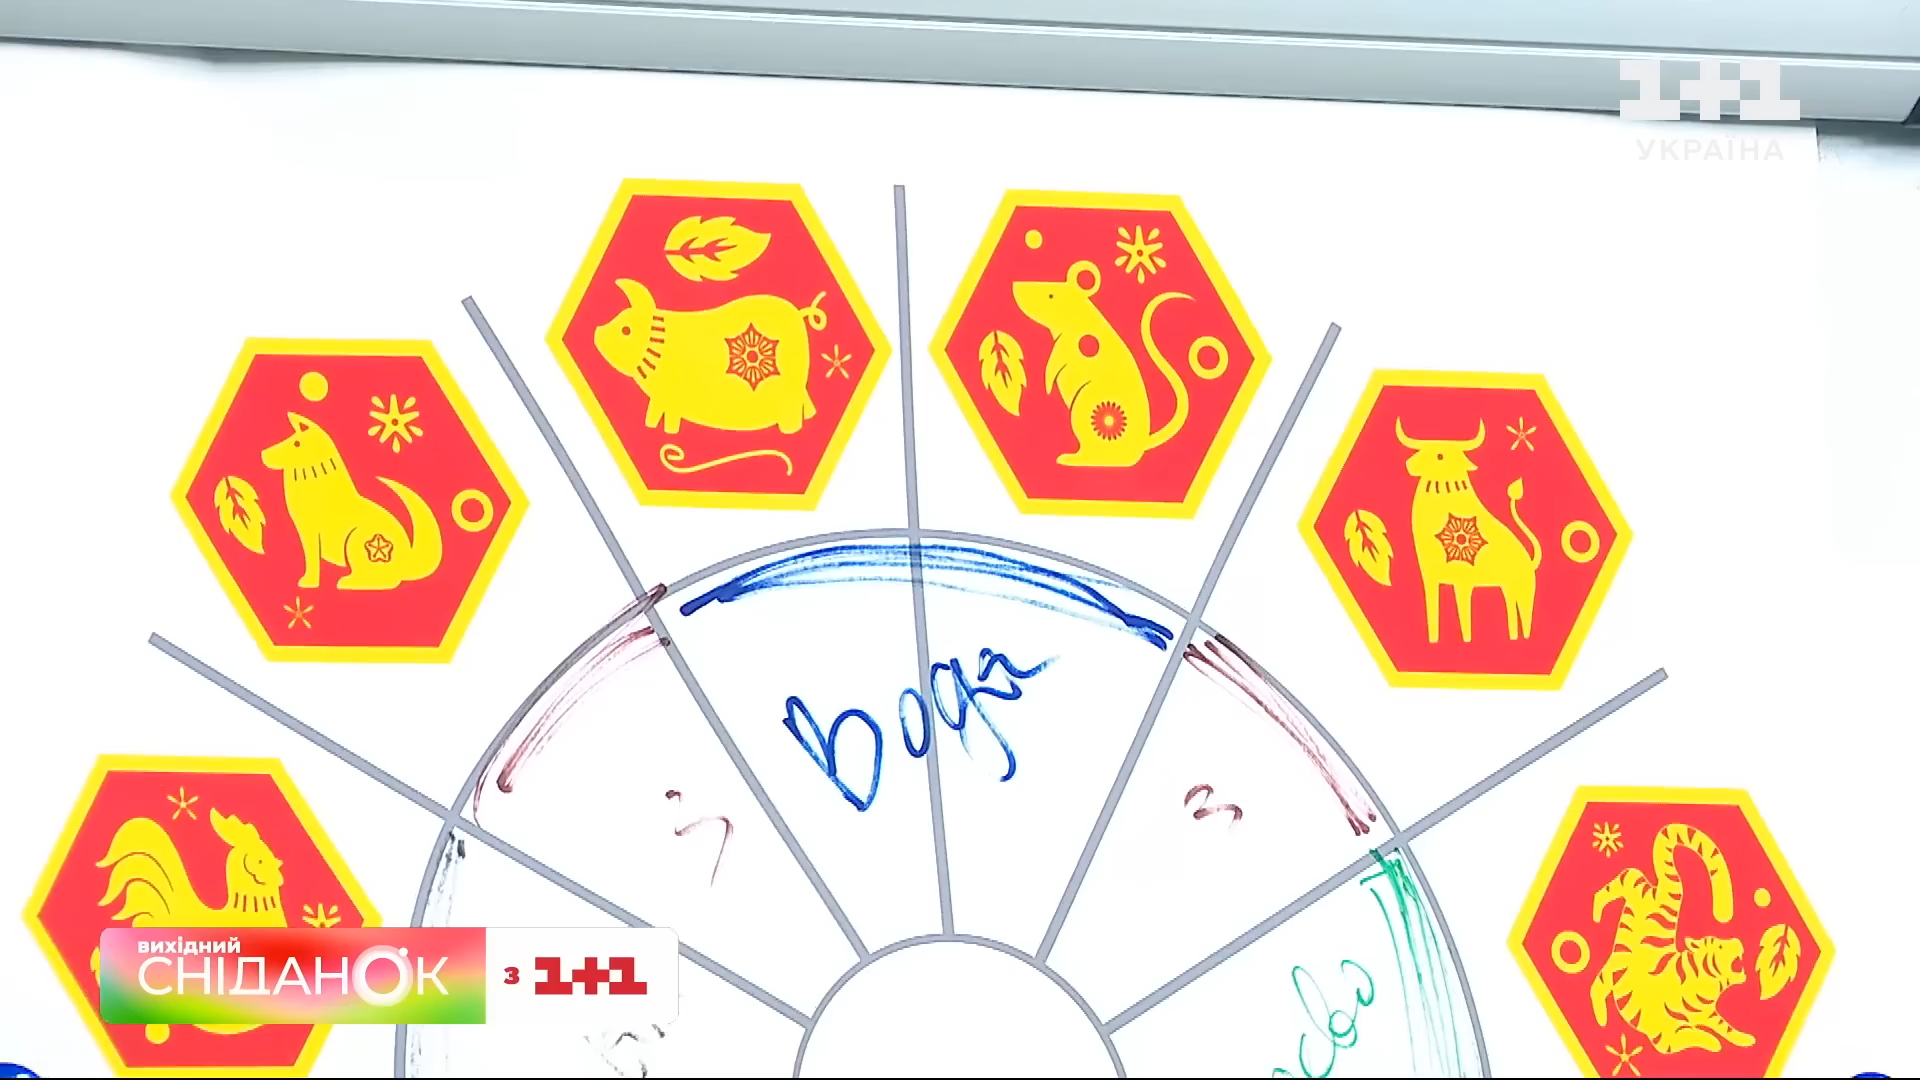 1+1
УКРАЇНА
Вода
З
З
вихідний
СНІДАНОК
з 1+1